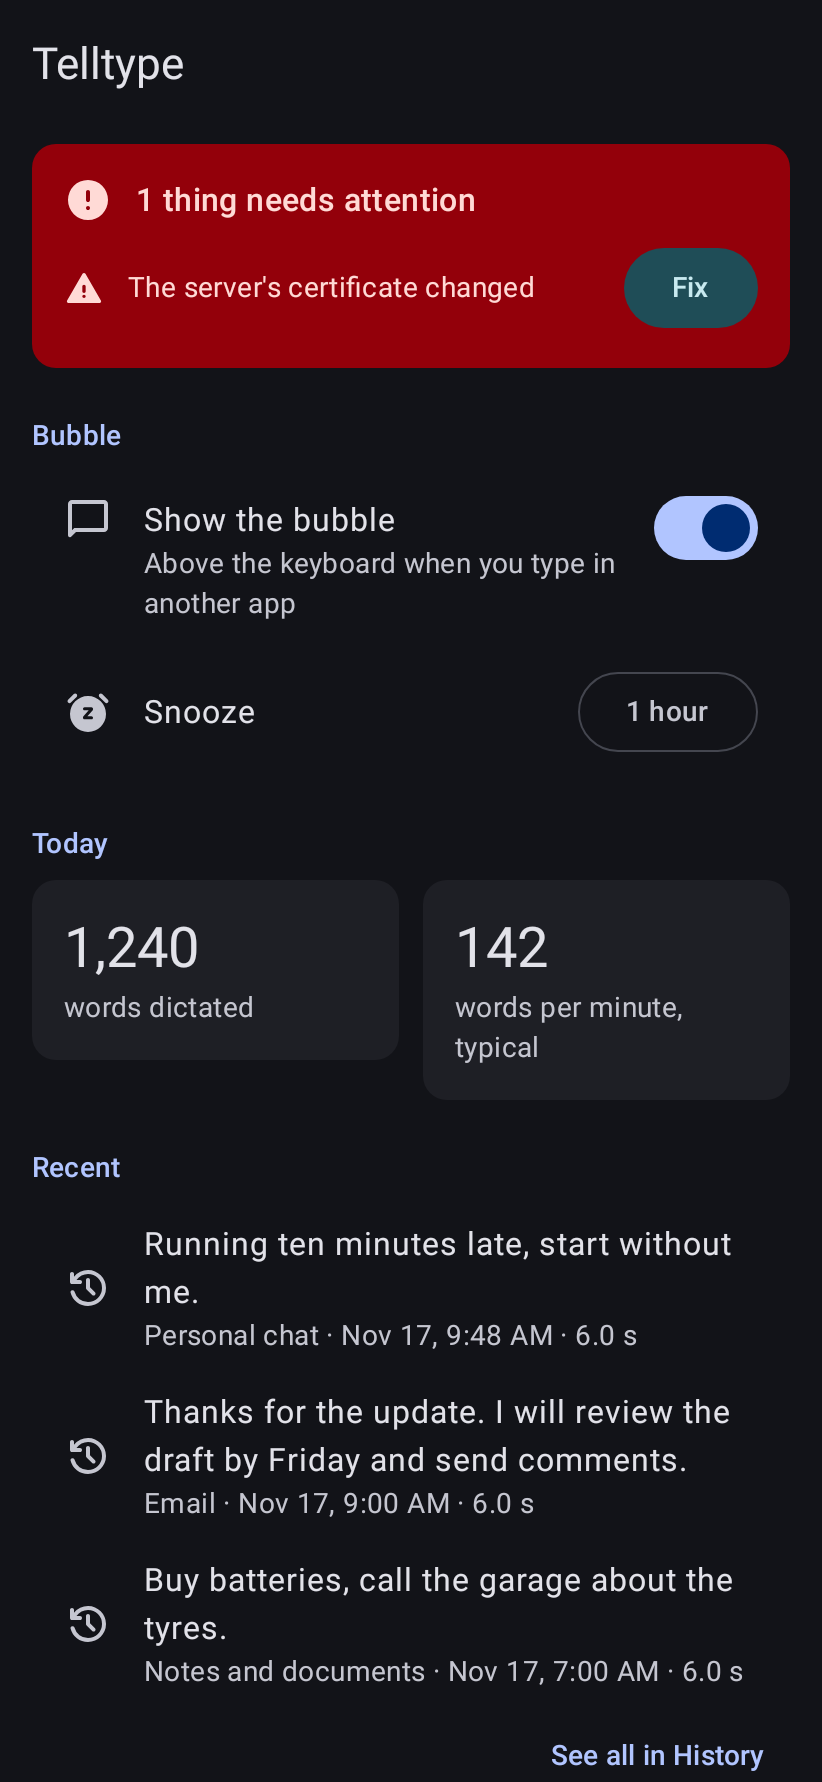 Telltype
1 thing needs attention
The server's certificate changed
Fix
Bubble
Show the bubble
Above the keyboard when you type in
another app
Snooze
1 hour
Today
1,240
words dictated
142
words per minute,
typical
Recent
Running ten minutes late, start without
me.
Personal chat · Nov 17, 9:48 AM · 6.0 s
Thanks for the update. I will review the
draft by Friday and send comments.
Email · Nov 17, 9:00 AM · 6.0 s
Buy batteries, call the garage about the
tyres.
Notes and documents · Nov 17, 7:00 AM · 6.0 s
See all in History